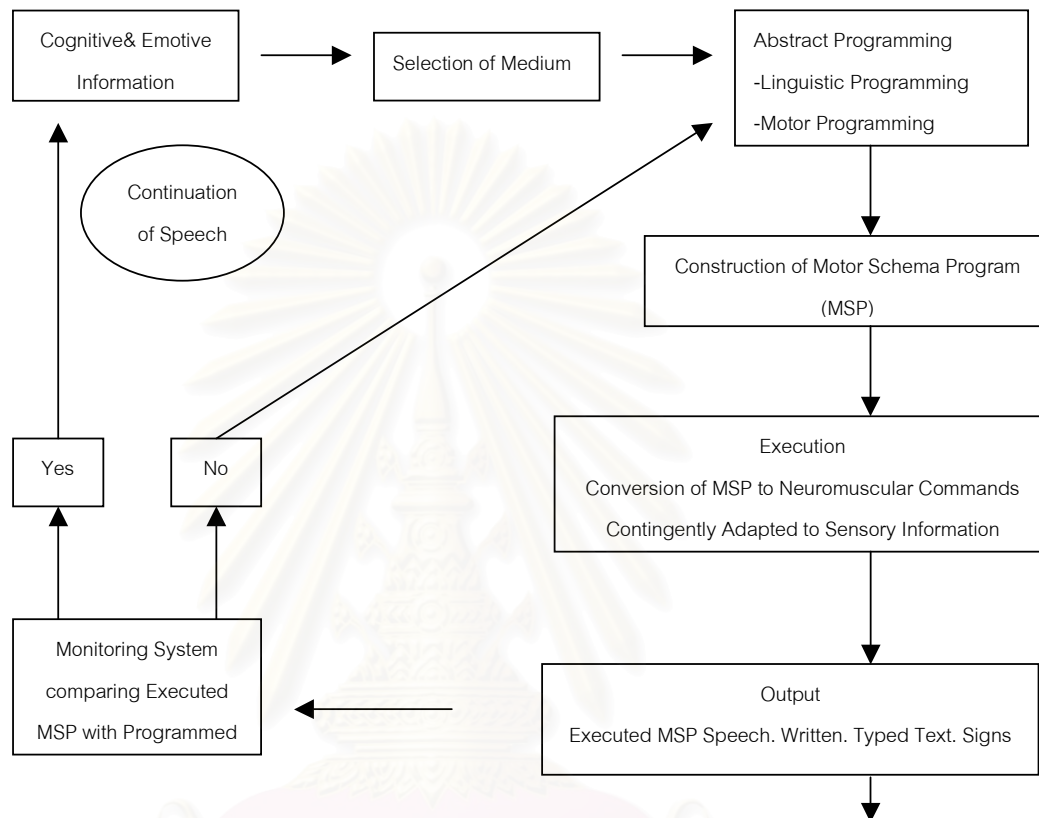 Cognitive& Emotive
Information
Selection of Medium
Abstract Programming
-Linguistic Programming
-Motor Programming
Continuation
of Speech
Construction of Motor Schema Program
(MSP)
Execution
Conversion of MSP to Neuromuscular Commands
Contingently Adapted to Sensory Information
Yes
No
Monitoring System
comparing Executed
MSP with Programmed
Output
Executed MSP Speech. Written. Typed Text. Signs